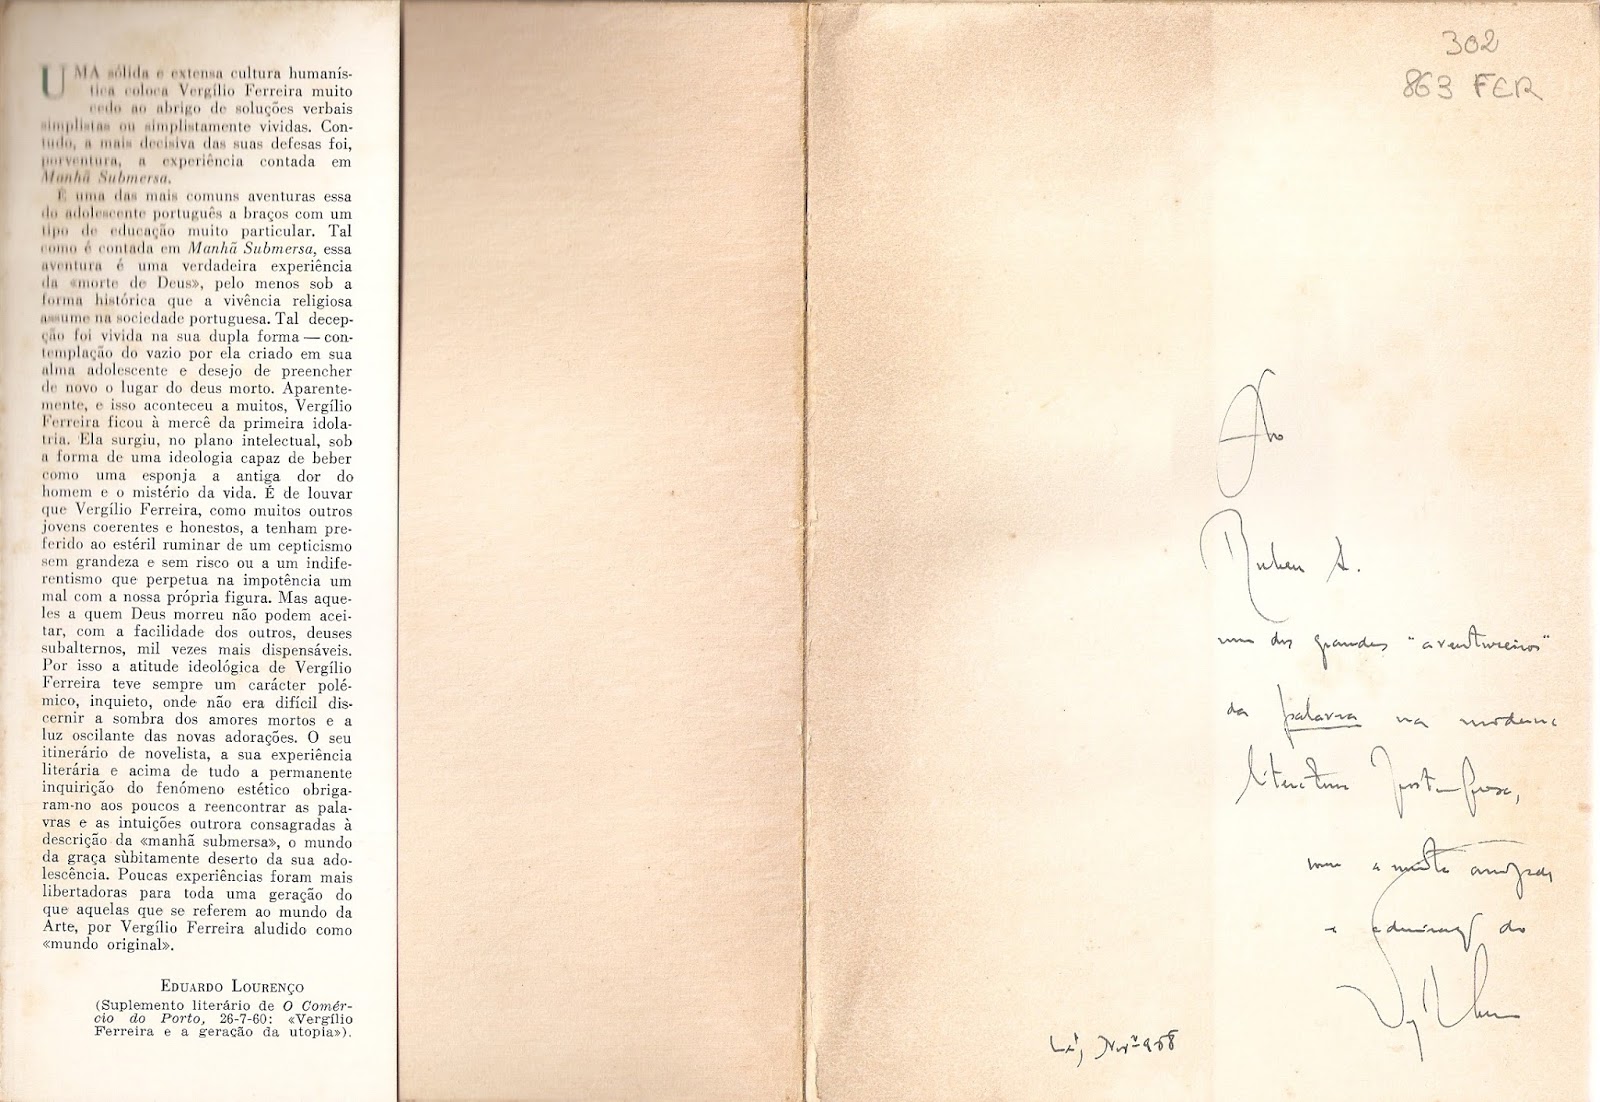 UMA sólida e extensa cultura humanís-
tica coloca Vergílio Ferreira muito
cedo ao abrigo de soluções verbais
simplistas ou simplistamente vividas. Con-
tudo, a mais decisiva das suas defesas foi,
porventura, a experiência contada em
Manhã Submersa.
É uma das mais comuns aventuras essa
do adolescente português a braços com um
tipo de educação muito particular. Tal
como é contada em Manhã Submersa, essa
aventura é uma verdadeira experiência
da «morte de Deus», pelo menos sob a
forma histórica que a vivência religiosa
assume na sociedade portuguesa. Tal decep-
ção foi vivida na sua dupla forma — con-
templação do vazio por ela criado em sua
alma adolescente e desejo de preencher
de novo o lugar do deus morto. Aparente-
mente, e isso aconteceu a muitos, Vergílio
Ferreira ficou à mercê da primeira idola-
tria. Ela surgiu, no plano intelectual, sob
a forma de uma ideologia capaz de beber
como uma esponja a antiga dor do
homem e o mistério da vida. É de louvar
que Vergílio Ferreira, como muitos outros
jovens coerentes e honestos, a tenham pre-
ferido ao estéril ruminar de um cepticismo
sem grandeza e sem risco ou a um indife-
rentismo que perpetua na impotência um
mal com a nossa própria figura. Mas aque-
les a quem Deus morreu não podem acei-
tar, com a facilidade dos outros, deuses
subalternos, mil vezes mais dispensáveis.
Por isso a atitude ideológica de Vergílio
Ferreira teve sempre um carácter polé-
mico, inquieto, onde não era difícil dis-
cernir a sombra dos amores mortos e a
luz oscilante das novas adorações. O seu
itinerário de novelista, a sua experiência
literária e acima de tudo a permanente
inquirição do fenómeno estético obriga-
ram-no aos poucos a reencontrar as pala-
vras e as intuições outrora consagradas à
descrição da «manhã submersa», o mundo
da graça sùbitamente deserto da sua ado-
lescência. Poucas experiências foram mais
libertadoras para toda uma geração do
que aquelas que se referem ao mundo da
Arte, por Vergílio Ferreira aludido como
«mundo original».
EDUARDO LOURENÇO
(Suplemento literário de O Comér-
cio do Porto, 26-7-60: «Vergílio
Ferreira e a geração da utopia»).
302
863 FER
Ao
Ruben A.
um dos grandes "aventureiros"
da palavra na moderna
literatura portuguesa,
com a muita amizade
e admiração do